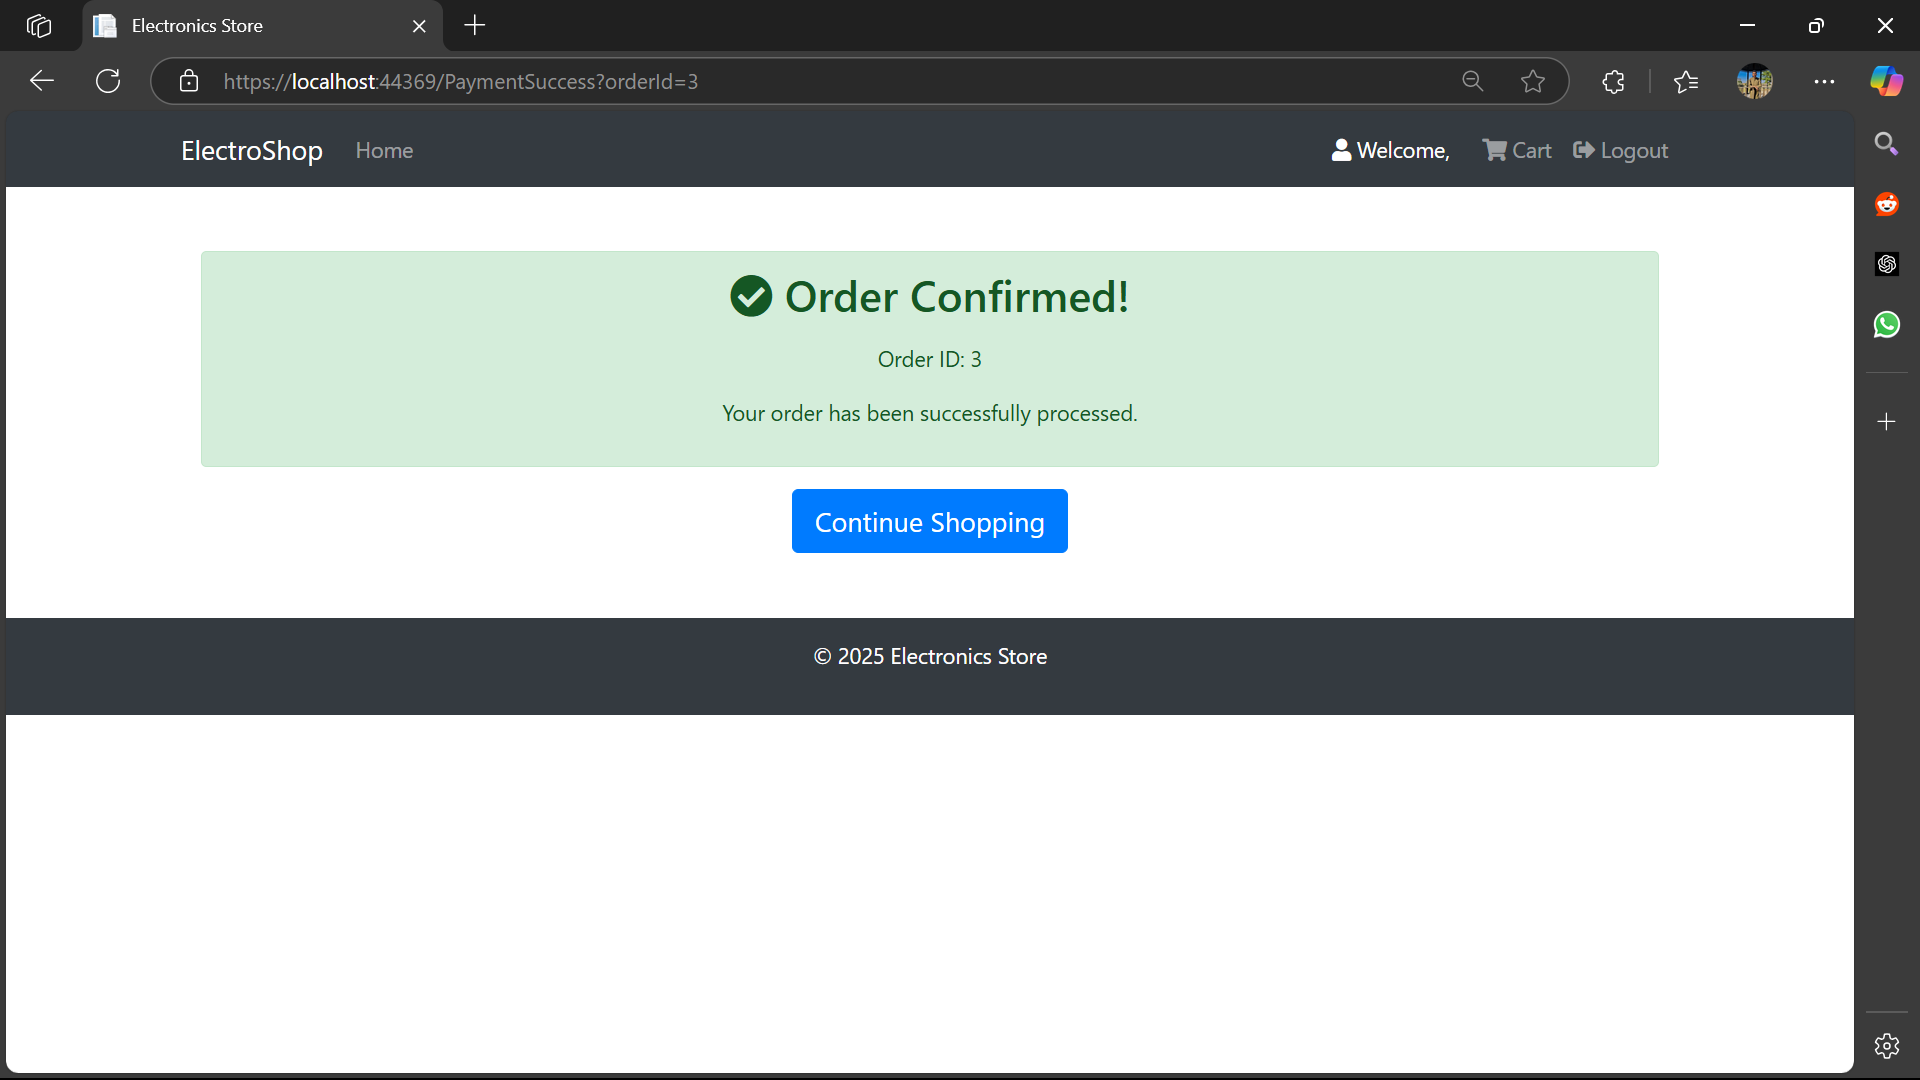 Electronics Store
https://localhost:44369/PaymentSuccess?orderId=3
ElectroShop Home Welcome, Cart Logout
Order Confirmed!
Order ID: 3
Your order has been successfully processed.
Continue Shopping
© 2025 Electronics Store